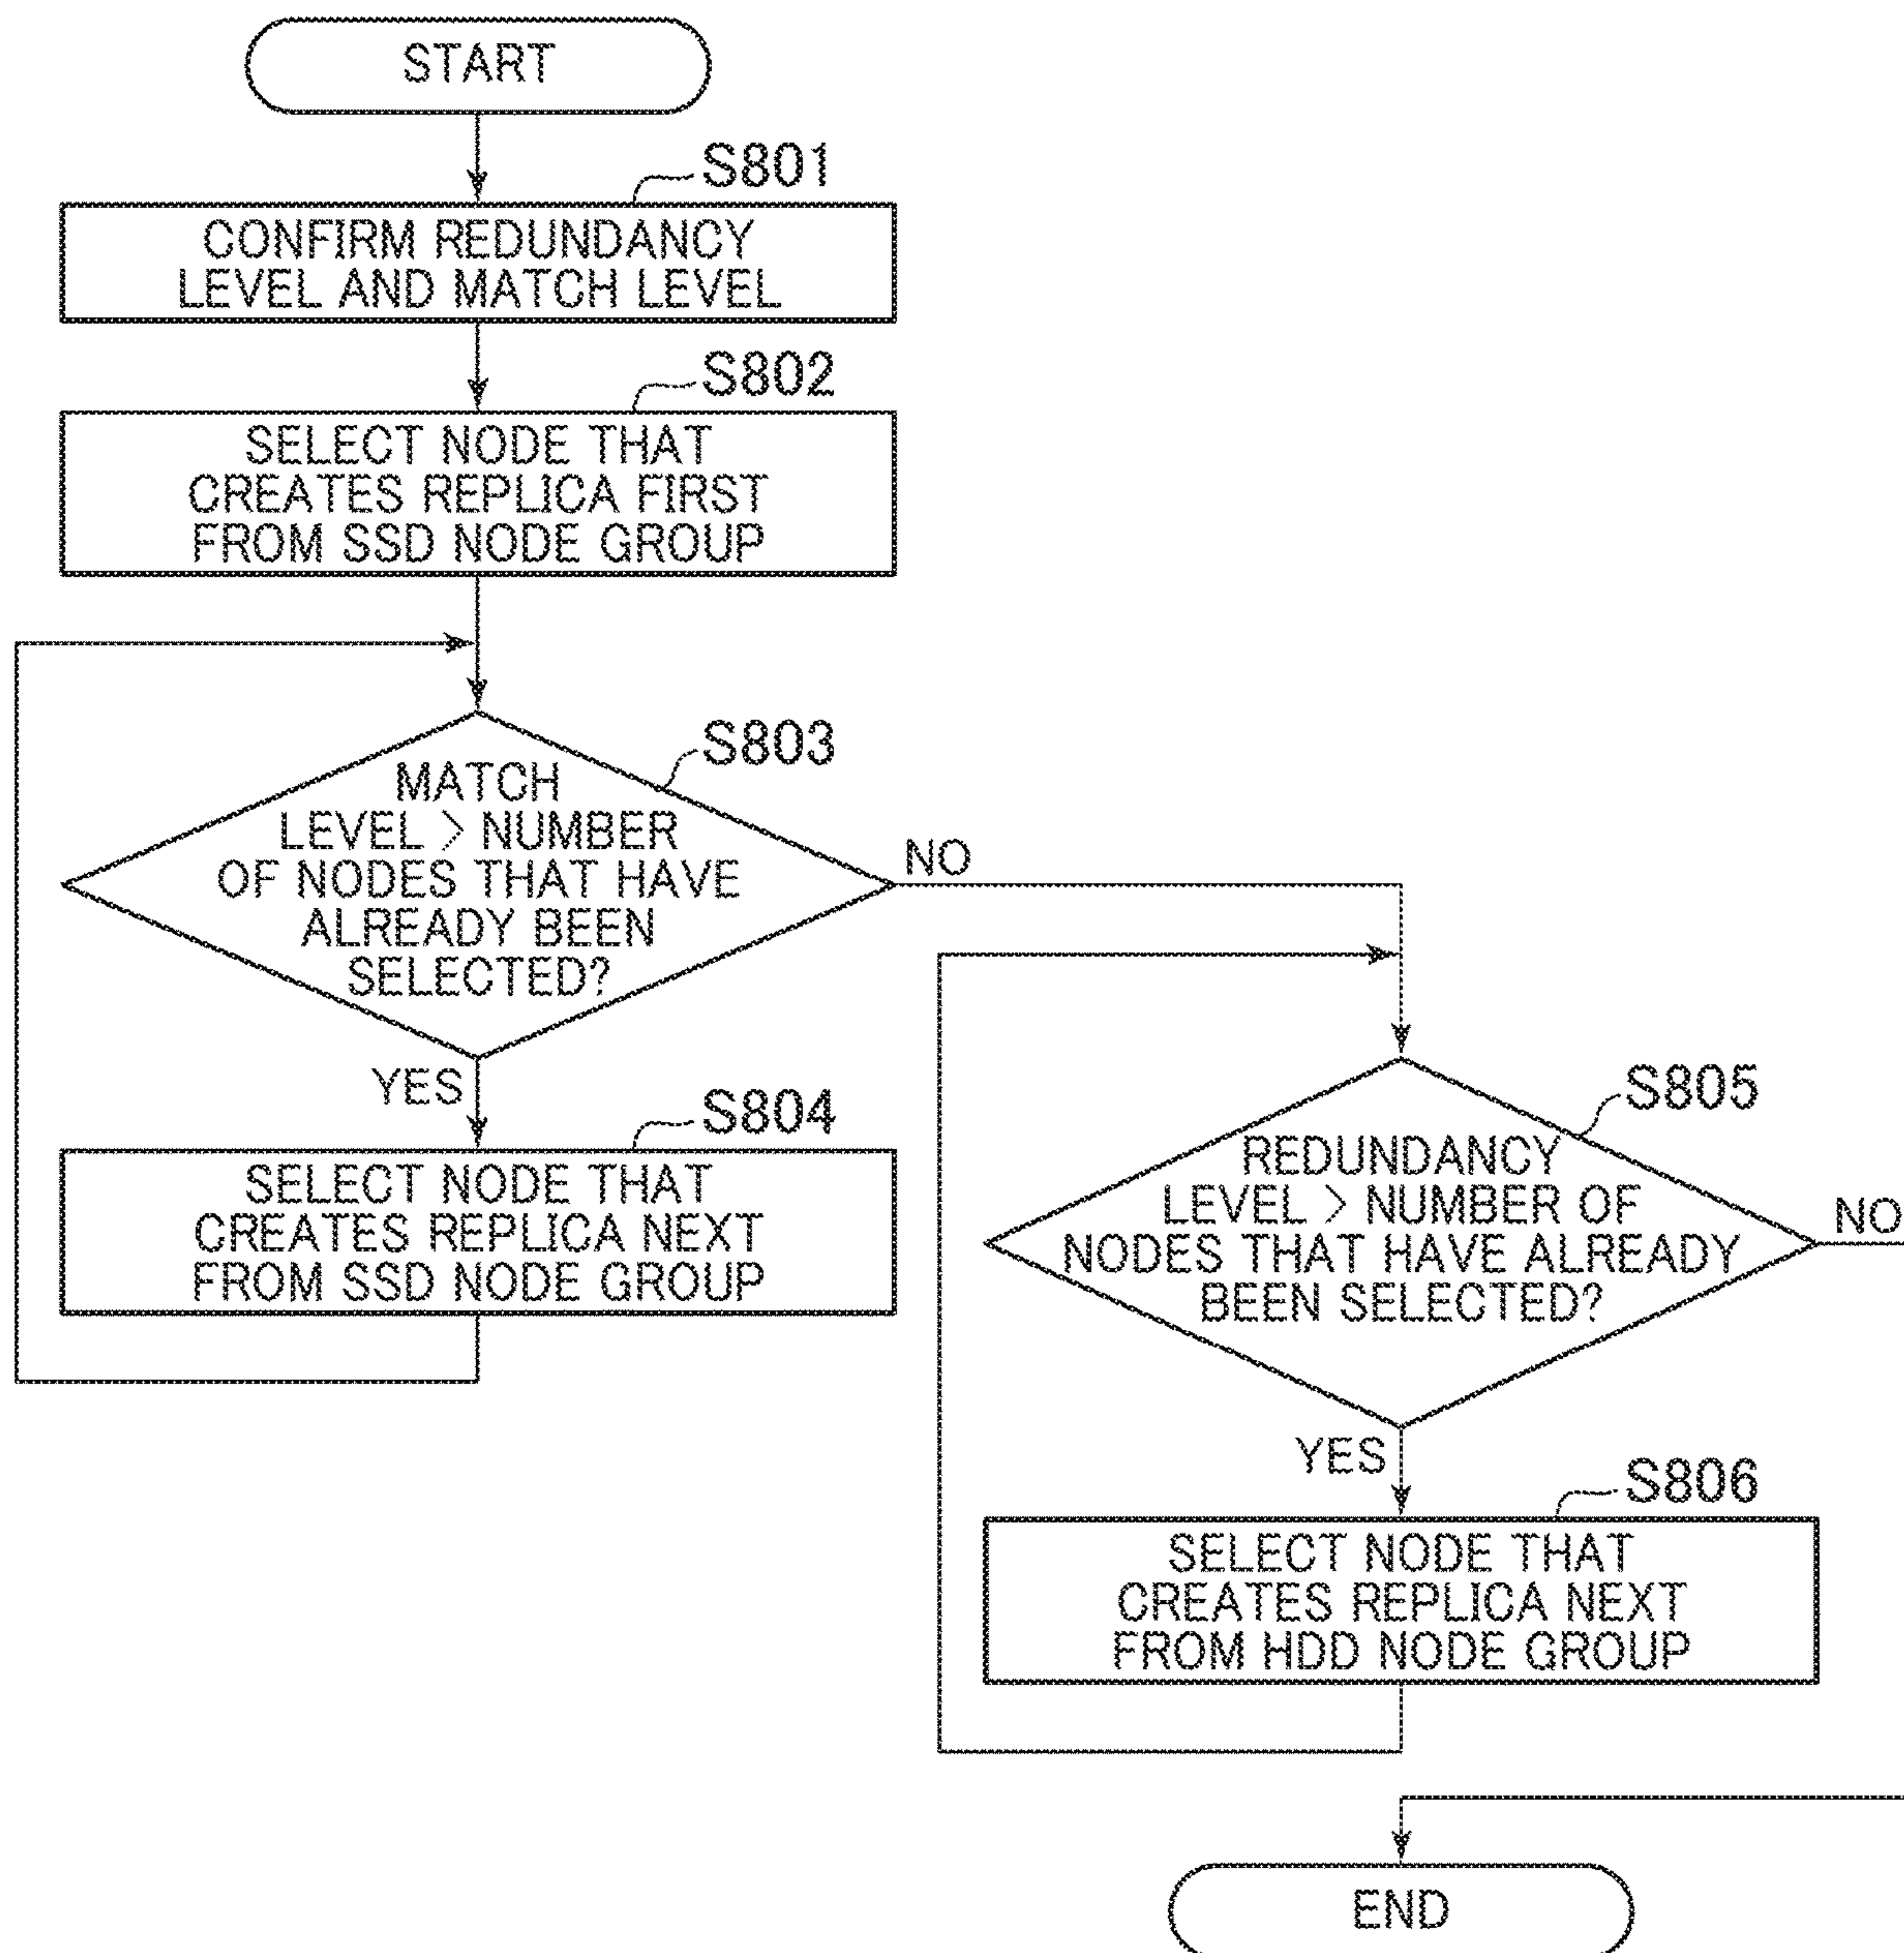 START
S801
CONFIRM REDUNDANCY
LEVEL AND MATCH LEVEL
S802
SELECT NODE THAT
CREATES REPLICA FIRST
FROM SSD NODE GROUP
S803
MATCH
LEVEL > NUMBER
OF NODES THAT HAVE
ALREADY BEEN
SELECTED?
NO
YES
S804
SELECT NODE THAT
CREATES REPLICA NEXT
FROM SSD NODE GROUP
S805
REDUNDANCY
LEVEL > NUMBER OF
NODES THAT HAVE ALREADY
BEEN SELECTED?
NO
YES
S806
SELECT NODE THAT
CREATES REPLICA NEXT
FROM HDD NODE GROUP
END